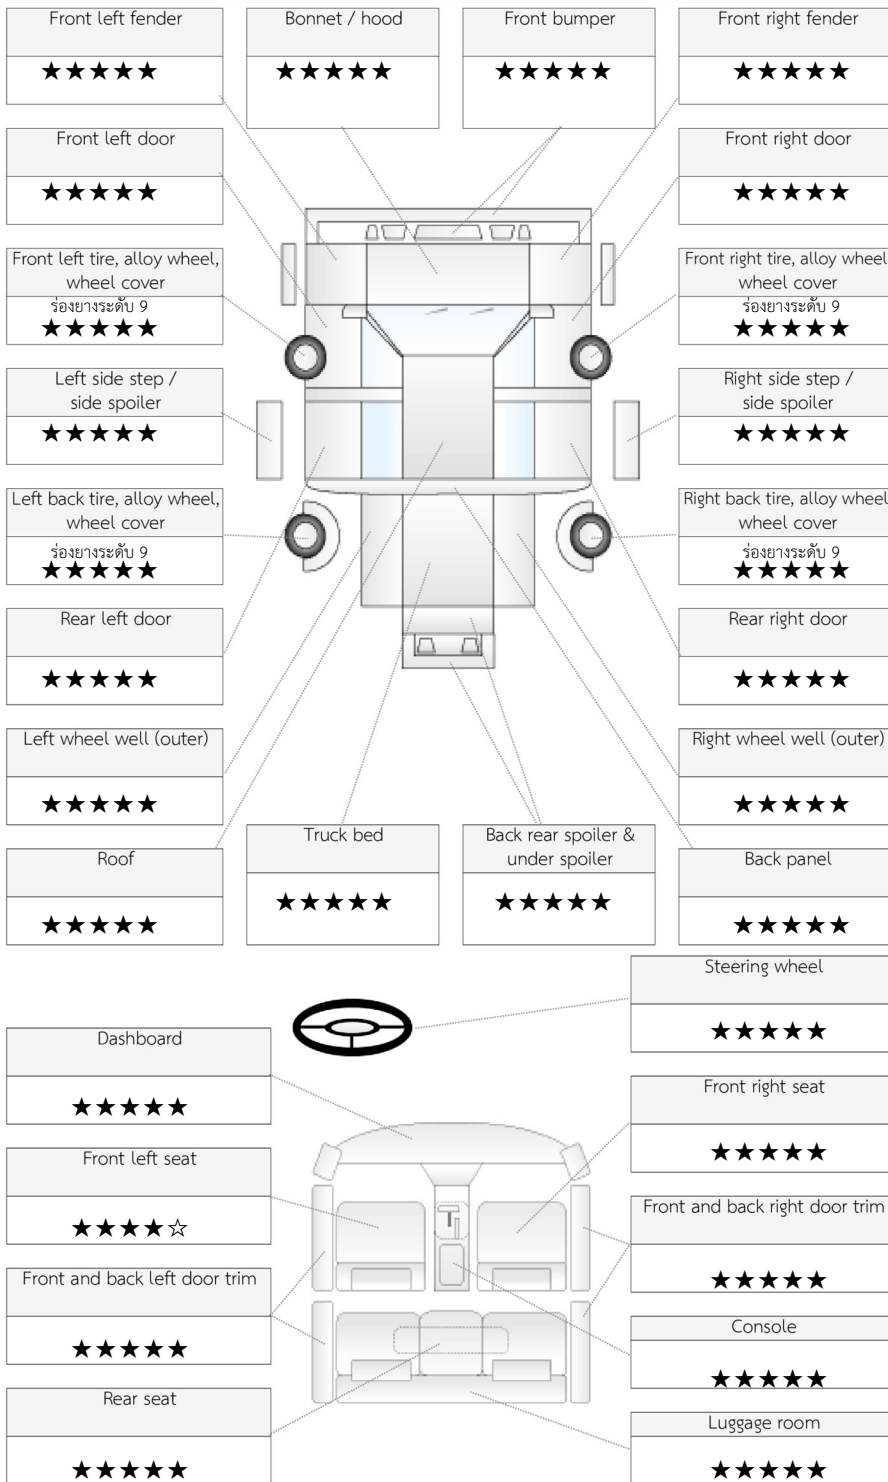 Front left fender
★★★★★
Bonnet / hood
★★★★★
Front bumper
★★★★★
Front right fender
★★★★★
Front left door
★★★★★
Front right door
★★★★★
Front left tire, alloy wheel,
wheel cover
ร่องยางระดับ 9
★★★★★
Front right tire, alloy wheel
wheel cover
ร่องยางระดับ 9
★★★★★
Left side step /
side spoiler
★★★★★
Right side step /
side spoiler
★★★★★
Left back tire, alloy wheel,
wheel cover
ร่องยางระดับ 9
★★★★★
Right back tire, alloy wheel
wheel cover
ร่องยางระดับ 9
★★★★★
Rear left door
★★★★★
Rear right door
★★★★★
Left wheel well (outer)
★★★★★
Right wheel well (outer)
★★★★★
Roof
★★★★★
Truck bed
★★★★★
Back rear spoiler &
under spoiler
★★★★★
Back panel
★★★★★
Steering wheel
★★★★★
Dashboard
★★★★★
Front right seat
★★★★★
Front left seat
★★★★☆
Front and back right door trim
★★★★★
Front and back left door trim
★★★★★
Console
★★★★★
Rear seat
★★★★★
Luggage room
★★★★★